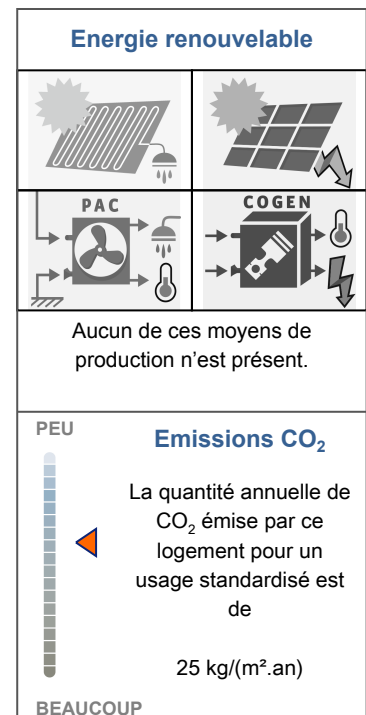 Energie renouvelable
PAC
COGEN
Aucun de ces moyens de
production n’est présent.
PEU
Emissions CO₂
La quantité annuelle de
CO₂ émise par ce
logement pour un
usage standardisé est
de
25 kg/(m².an)
BEAUCOUP